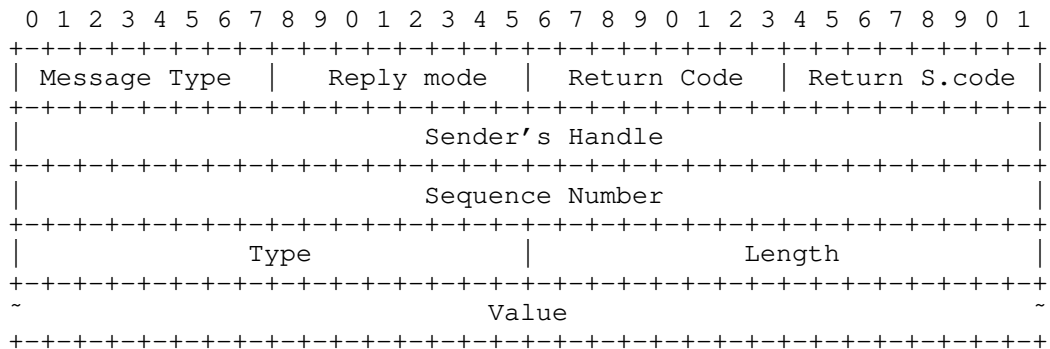 0 1 2 3 4 5 6 7 8 9 0 1 2 3 4 5 6 7 8 9 0 1 2 3 4 5 6 7 8 9 0 1
+-+-+-+-+-+-+-+-+-+-+-+-+-+-+-+-+-+-+-+-+-+-+-+-+-+-+-+-+-+-+-+-+
| Message Type  |   Reply mode  |  Return Code  | Return S.code |
+-+-+-+-+-+-+-+-+-+-+-+-+-+-+-+-+-+-+-+-+-+-+-+-+-+-+-+-+-+-+-+-+
|                         Sender’s Handle                       |
+-+-+-+-+-+-+-+-+-+-+-+-+-+-+-+-+-+-+-+-+-+-+-+-+-+-+-+-+-+-+-+-+
|                         Sequence Number                       |
+-+-+-+-+-+-+-+-+-+-+-+-+-+-+-+-+-+-+-+-+-+-+-+-+-+-+-+-+-+-+-+-+
|              Type             |             Length            |
+-+-+-+-+-+-+-+-+-+-+-+-+-+-+-+-+-+-+-+-+-+-+-+-+-+-+-+-+-+-+-+-+
~                             Value                             ~
+-+-+-+-+-+-+-+-+-+-+-+-+-+-+-+-+-+-+-+-+-+-+-+-+-+-+-+-+-+-+-+-+